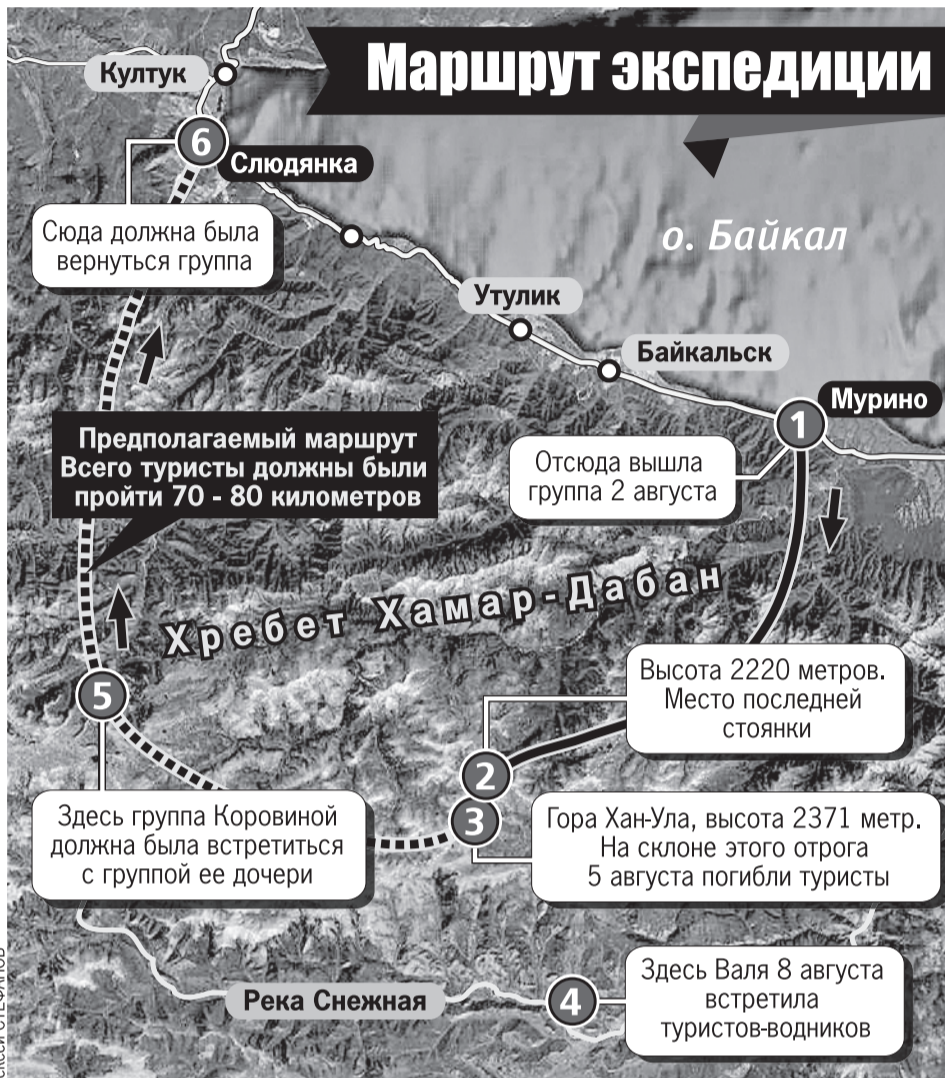 Маршрут экспедиции
Култук
6
Слюдянка
Сюда должна была
вернуться группа
о. Байкал
Утулик
Байкальск
Мурино
1
Отсюда вышла
группа 2 августа
Предполагаемый маршрут
Всего туристы должны были
пройти 70 - 80 километров
Хребет Хамар-Дабан
5
Высота 2220 метров.
Место последней
стоянки
2
3
Здесь группа Коровиной
должна была встретиться
с группой ее дочери
Гора Хан-Ула, высота 2371 метр.
На склоне этого отрога
5 августа погибли туристы
Река Снежная
4
Здесь Валя 8 августа
встретила
туристов-водников
СТЕФАНОВ